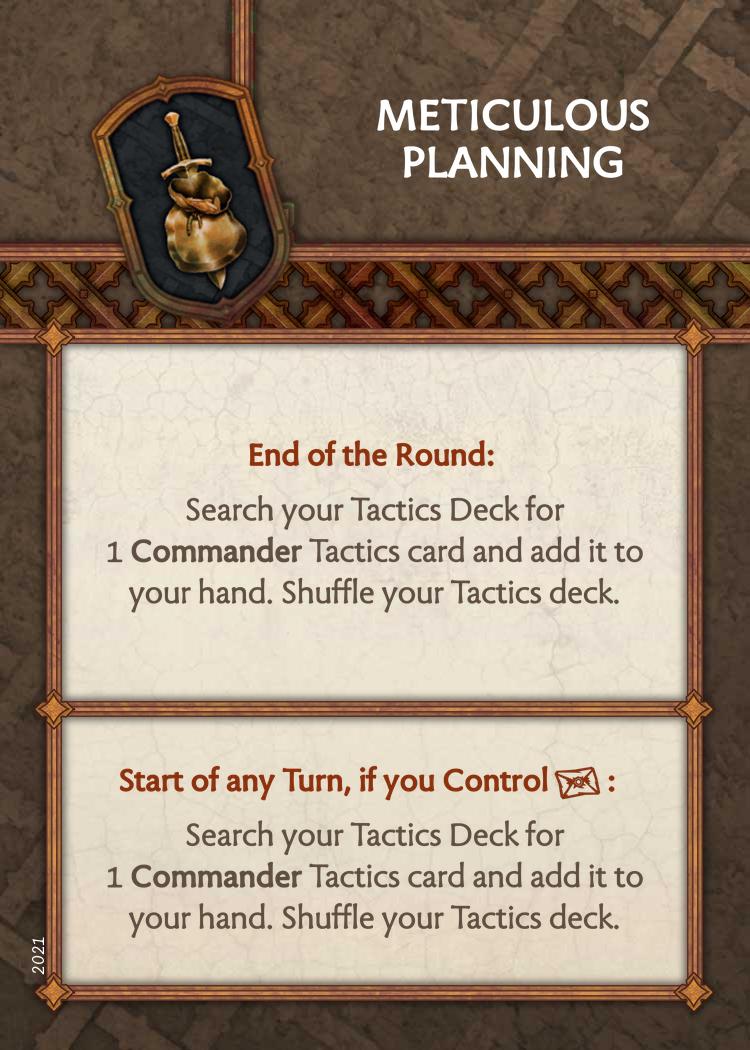 METICULOUS
PLANNING
End of the Round:
Search your Tactics Deck for
1 Commander Tactics card and add it to
your hand. Shuffle your Tactics deck.
Start of any Turn, if you Control :
Search your Tactics Deck for
1 Commander Tactics card and add it to
your hand. Shuffle your Tactics deck.
2021